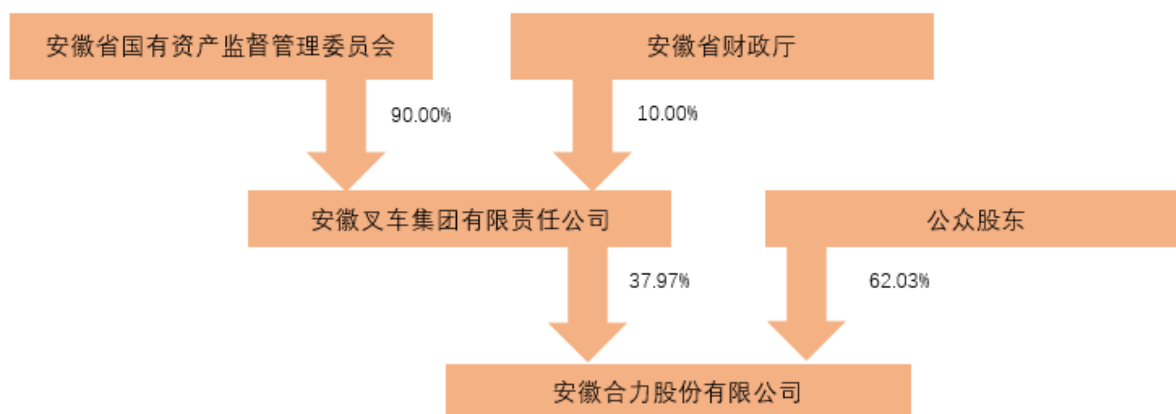 安徽省国有资产监督管理委员会
安徽省财政厅
90.00%
10.00%
安徽叉车集团有限责任公司
公众股东
37.97%
62.03%
安徽合力股份有限公司